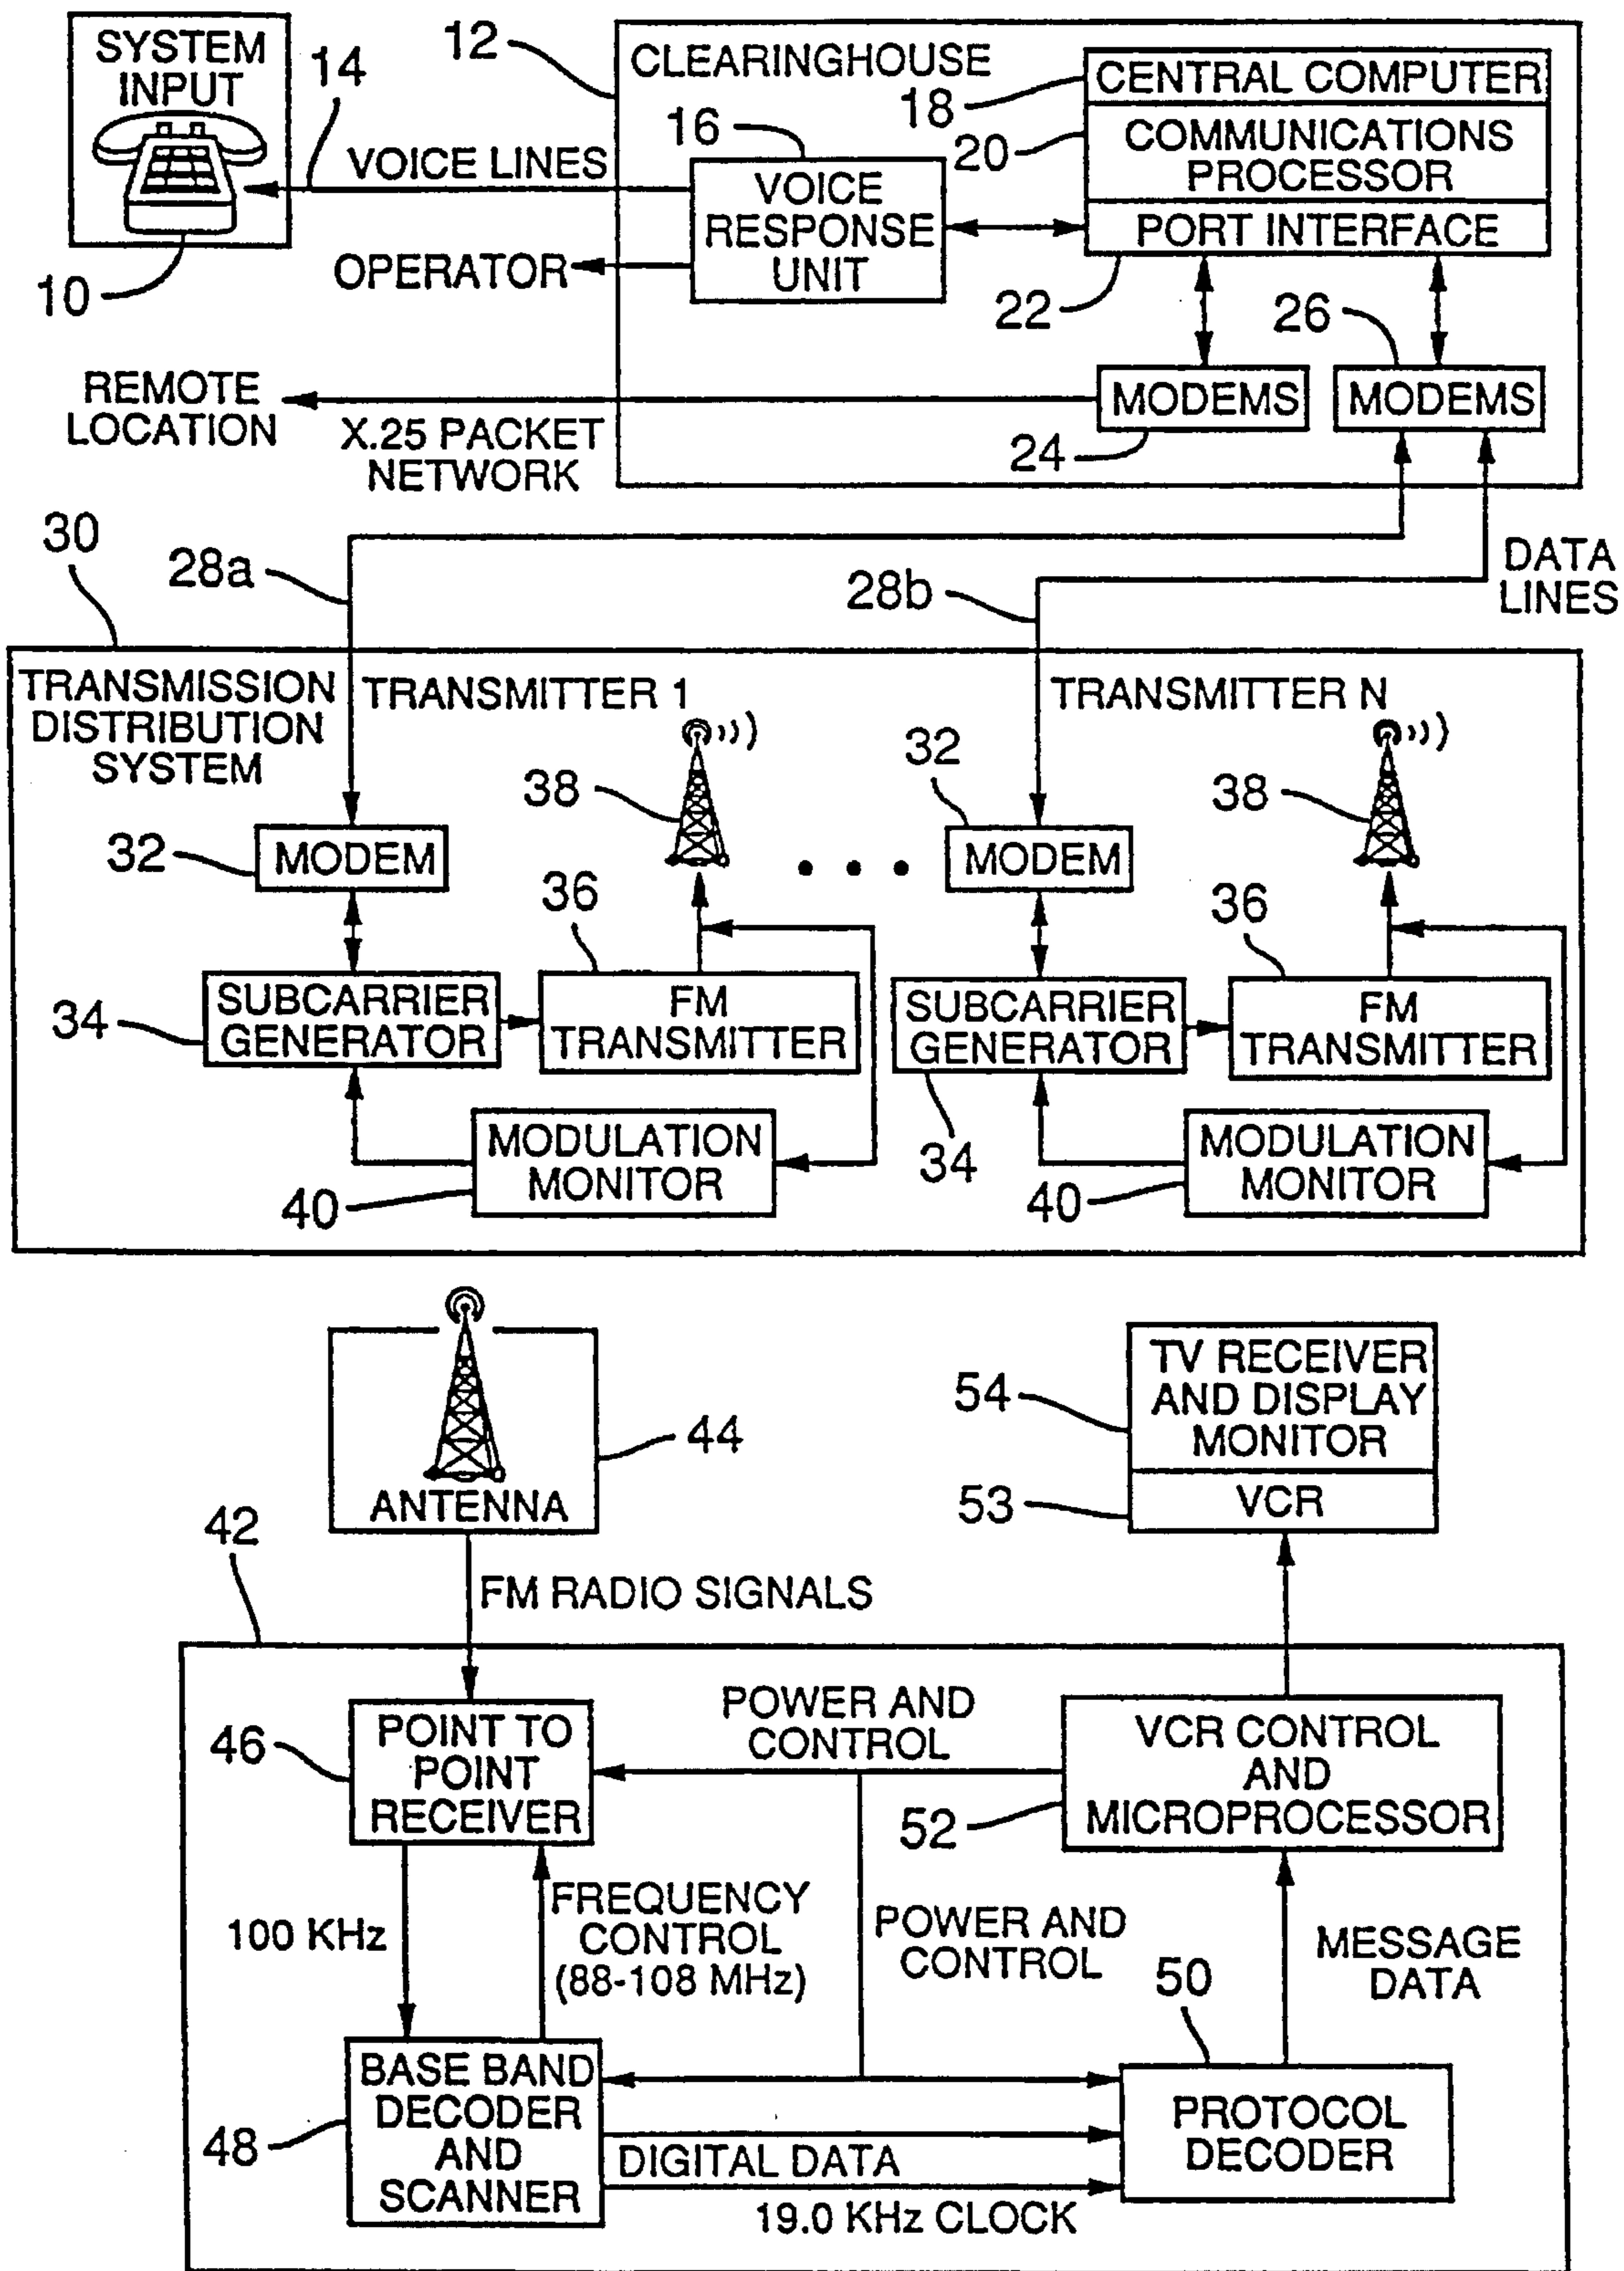 SYSTEM
INPUT
14
12
CLEARINGHOUSE
CENTRAL COMPUTER
18
16
20
COMMUNICATIONS
PROCESSOR
VOICE LINES
VOICE
RESPONSE
UNIT
PORT INTERFACE
OPERATOR
10
22
26
REMOTE
LOCATION
X.25 PACKET
NETWORK
MODEMS
MODEMS
24
30
28a
28b
DATA
LINES
TRANSMISSION
DISTRIBUTION
SYSTEM
TRANSMITTER 1
TRANSMITTER N
38
32
38
32
MODEM
MODEM
36
36
34
SUBCARRIER
GENERATOR
FM
TRANSMITTER
SUBCARRIER
GENERATOR
FM
TRANSMITTER
MODULATION
MONITOR
34
MODULATION
MONITOR
40
40
ANTENNA
44
TV RECEIVER
AND DISPLAY
MONITOR
54
VCR
53
42
FM RADIO SIGNALS
46
POINT TO
POINT
RECEIVER
POWER AND
CONTROL
VCR CONTROL
AND
MICROPROCESSOR
52
100 KHz
FREQUENCY
CONTROL
(88-108 MHz)
POWER AND
CONTROL
MESSAGE
DATA
50
BASE BAND
DECODER
AND
SCANNER
48
DIGITAL DATA
19.0 KHz CLOCK
PROTOCOL
DECODER